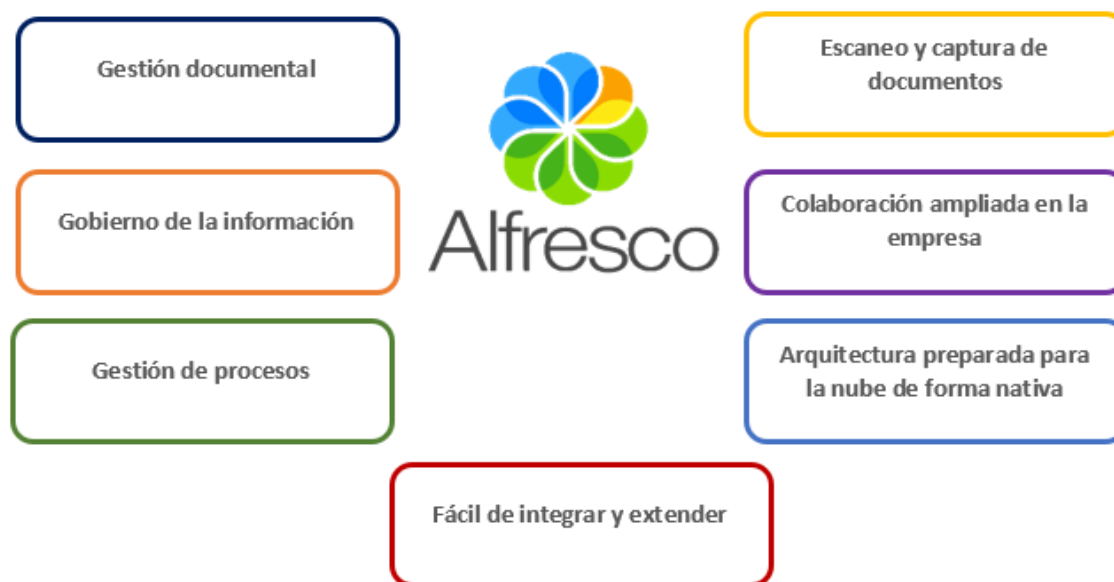 Gestión documental
Gobierno de la información
Gestión de procesos
Alfresco
Escaneo y captura de
documentos
Colaboración ampliada en la
empresa
Arquitectura preparada para
la nube de forma nativa
Fácil de integrar y extender